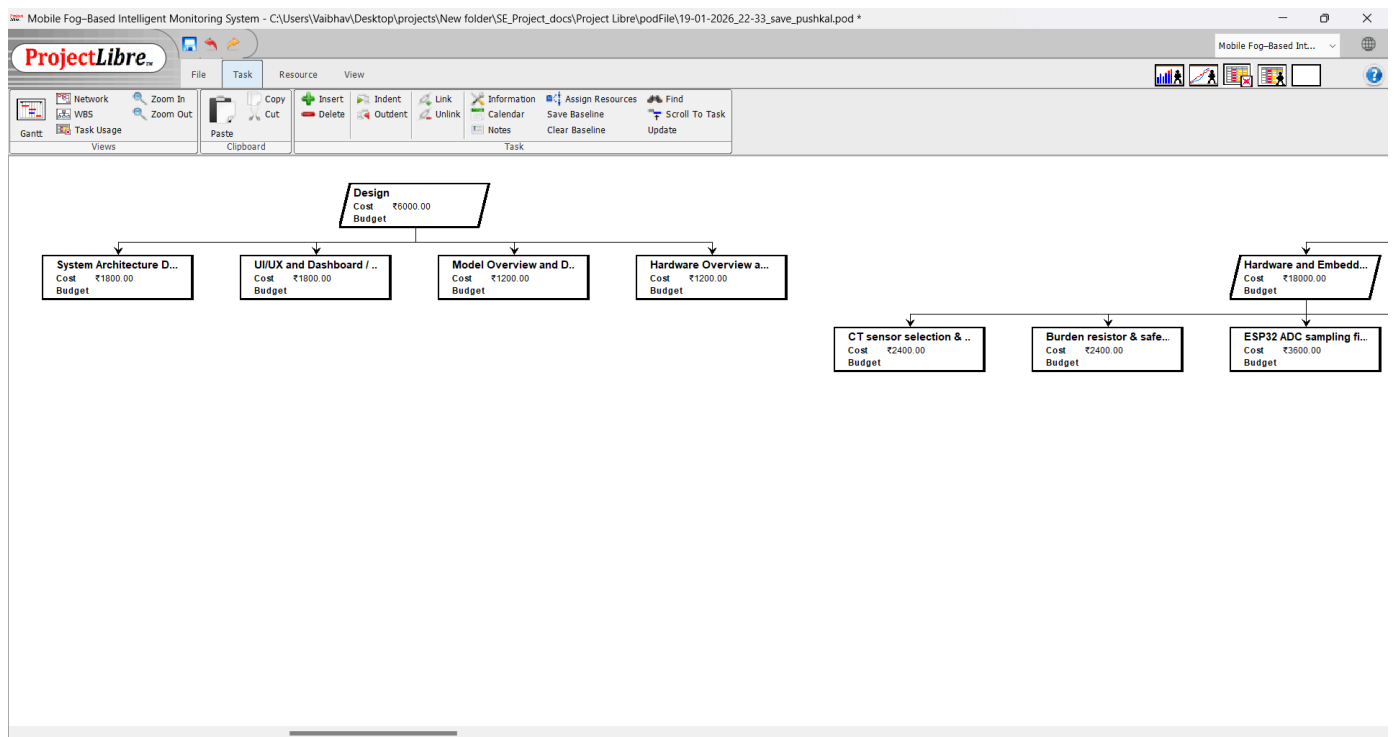 Mobile Fog–Based Intelligent Monitoring System - C:\Users\Vaibhav\Desktop\projects\New folder\SE_Project_docs\Project Libre\podFile\19-01-2026_22-33_save_pushkal.pod *
ProjectLibre
Mobile Fog–Based Int...
File Task Resource View
Network Zoom In Copy Insert Indent Link Information Assign Resources Find
WBS Zoom Out Cut Delete Outdent Unlink Calendar Save Baseline Scroll To Task
Gantt Task Usage Paste Notes Clear Baseline Update
Views Clipboard Task
Design
Cost ₹6000.00
Budget
System Architecture D...
Cost ₹1800.00
Budget
UI/UX and Dashboard / ..
Cost ₹1800.00
Budget
Model Overview and D..
Cost ₹1200.00
Budget
Hardware Overview a...
Cost ₹1200.00
Budget
Hardware and Embedd...
Cost ₹18000.00
Budget
CT sensor selection & ..
Cost ₹2400.00
Budget
Burden resistor & safe...
Cost ₹2400.00
Budget
ESP32 ADC sampling fi...
Cost ₹3600.00
Budget